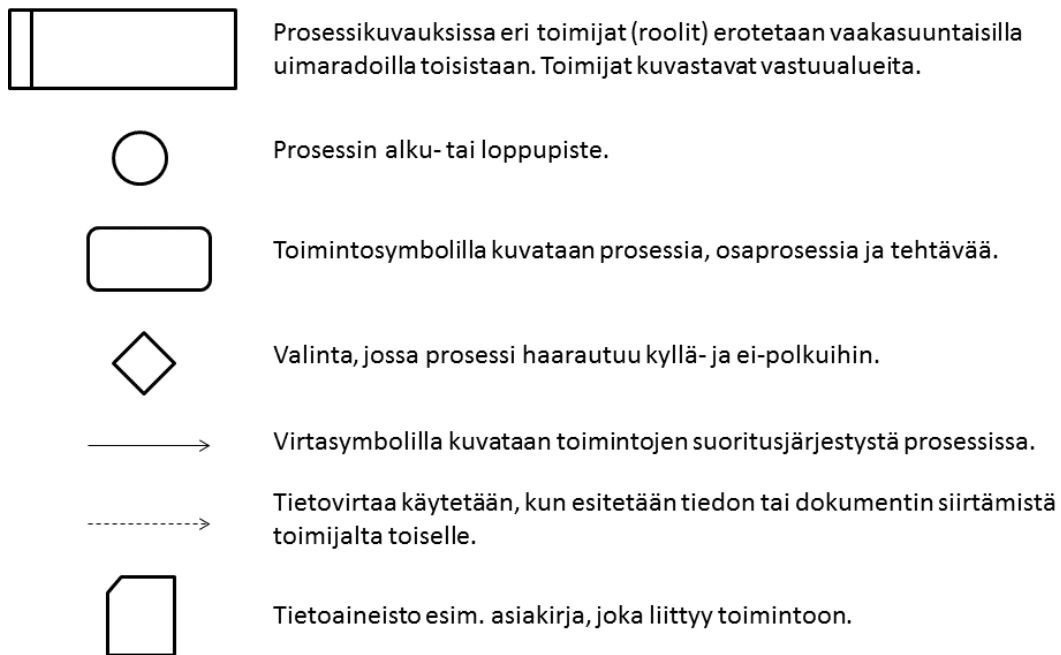 Prosessikuvauksissa eri toimijat (roolit) erotetaan vaakasuuntaisilla
uimaradoilla toisistaan. Toimijat kuvastavat vastuualueita.
Prosessin alku- tai loppupiste.
Toimintosymbolilla kuvataan prosessia, osaprosessia ja tehtävää.
Valinta, jossa prosessi haarautuu kyllä- ja ei-polkuihin.
Virtasymbolilla kuvataan toimintojen suoritusjärjestystä prosessissa.
Tietovirtaa käytetään, kun esitetään tiedon tai dokumentin siirtämistä
toimijalta toiselle.
Tietoaineisto esim. asiakirja, joka liittyy toimintoon.